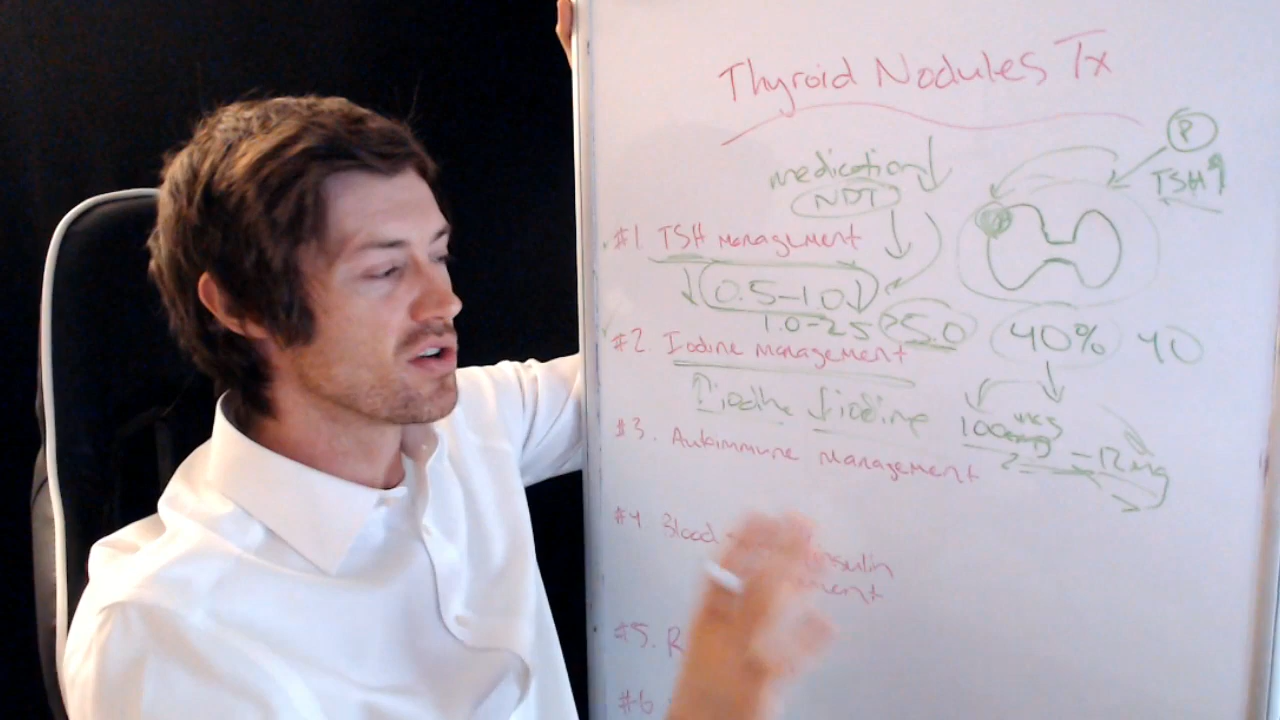 Thyroid Nodules Tx
P
TSH↑
medication ↓
NDT
#1. TSH management
↓ 0.5-1.0 ↓
1.0-2.5 >5.0 40% 40
#2. Iodine management
↑iodine ↓iodine
100mcg - 12mg
#3. Autoimmune management
#4 Blood insulin
#5. R
#6